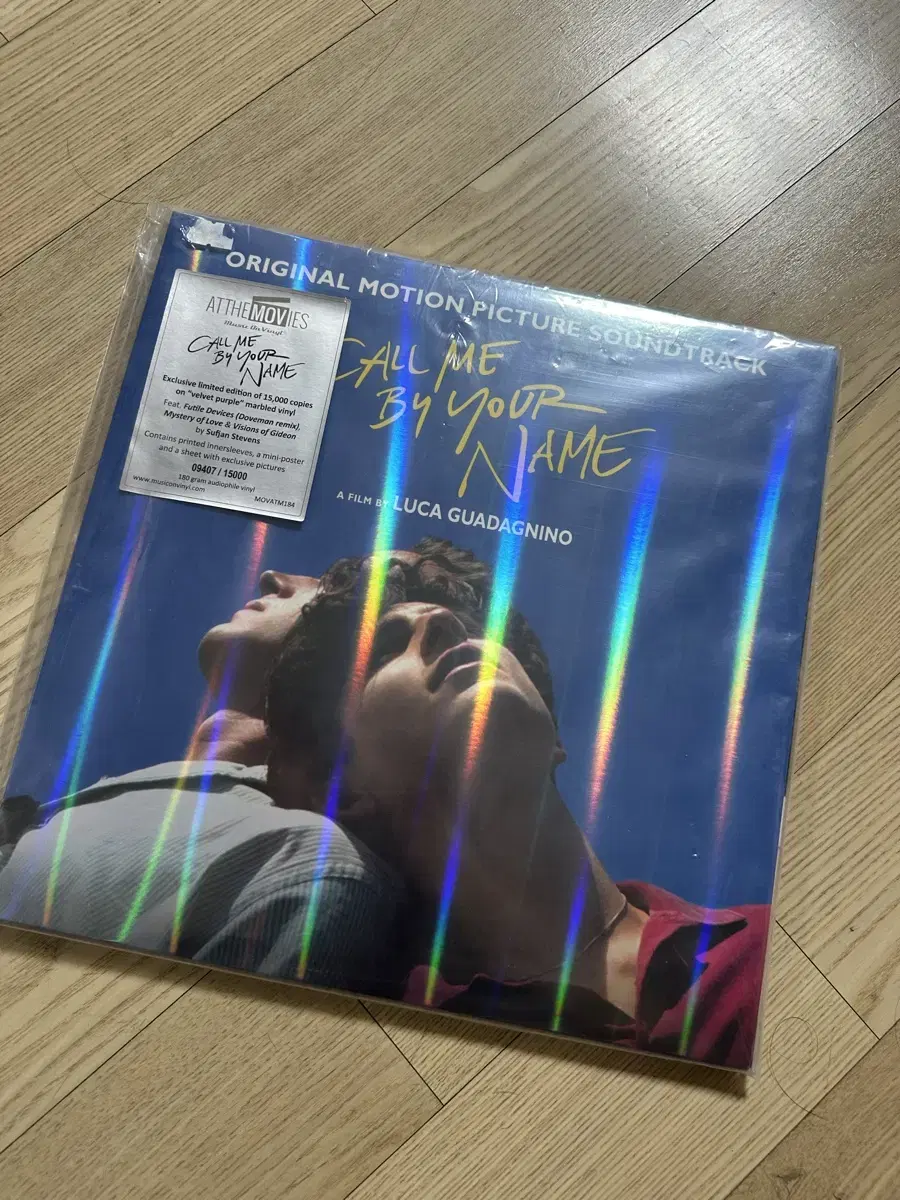 ORIGINAL MOTION PICTURE SOUNDTRACK
CALL ME
BY YOUR
NAME
A FILM BY LUCA GUADAGNINO
ATTHEMOVIES
Music On Vinyl
CALL ME
BY YOUR
NAME
Exclusive limited edition of 15,000 copies
on "velvet purple" marbled vinyl
Feat. Futile Devices (Doveman remix),
Mystery of Love & Visions of Gideon
by Sufjan Stevens
Contains printed innersleeves, a mini-poster
and a sheet with exclusive pictures
09407 / 15000
180 gram audiophile vinyl
www.musiconvinyl.com MOVATM184